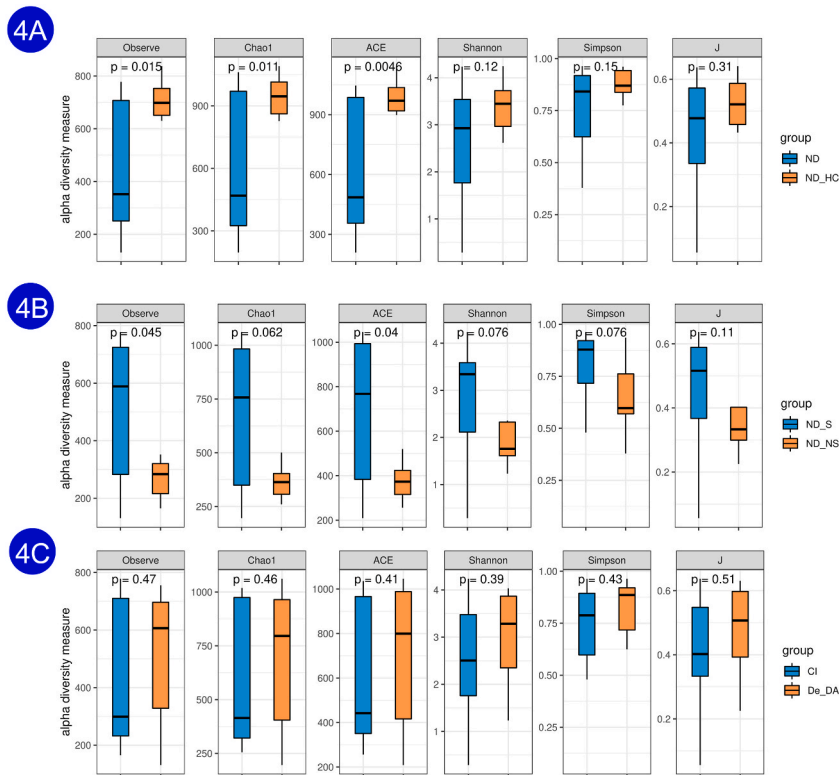 4A
Observe Chao1 ACE Shannon Simpson J
p = 0.015 p = 0.011 p = 0.0046 p = 0.12 p = 0.15 p = 0.31
alpha diversity measure
800 600 400 200
900 600 300
900 600 300
4 3 2 1
1.00 0.75 0.50 0.25
0.6 0.4 0.2
group
ND
ND_HC
4B
Observe Chao1 ACE Shannon Simpson J
p = 0.045 p = 0.062 p = 0.04 p = 0.076 p = 0.076 p = 0.11
alpha diversity measure
800 600 400 200
1000 750 500 250
1000 800 600 400 200
4 3 2 1
1.00 0.75 0.50 0.25
0.6 0.4 0.2
group
ND_S
ND_NS
4C
Observe Chao1 ACE Shannon Simpson J
p = 0.47 p = 0.46 p = 0.41 p = 0.39 p = 0.43 p = 0.51
alpha diversity measure
800 600 400 200
1000 750 500 250
1000 800 600 400 200
4 3 2 1
1.00 0.75 0.50 0.25
0.6 0.4 0.2
group
CI
De_DA